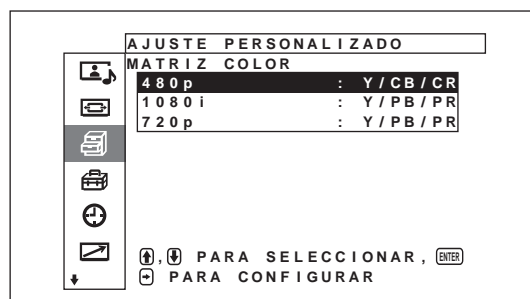 AJUSTE PERSONALIZADO
MATRIZ COLOR
480p : Y/CB/CR
1080i : Y/PB/PR
720p : Y/PB/PR
, PARA SELECCIONAR, ENTER
PARA CONFIGURAR